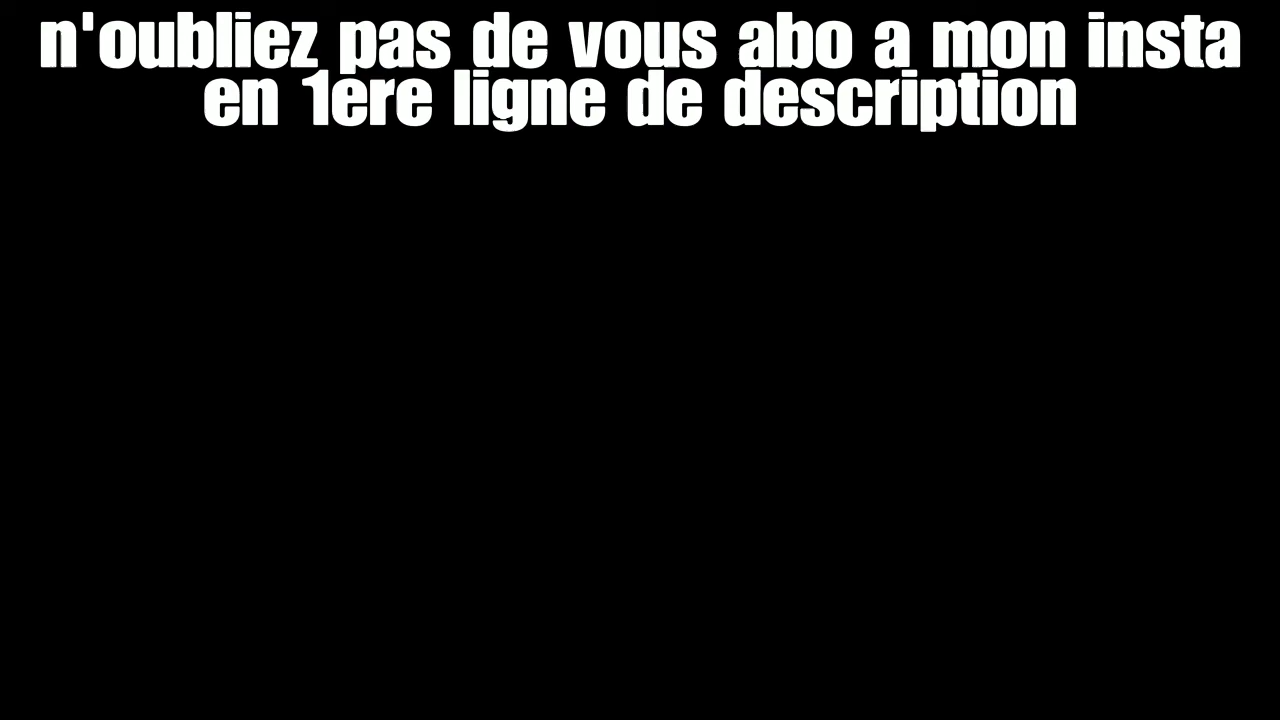 n'oubliez pas de vous abo a mon insta
en 1ere ligne de description